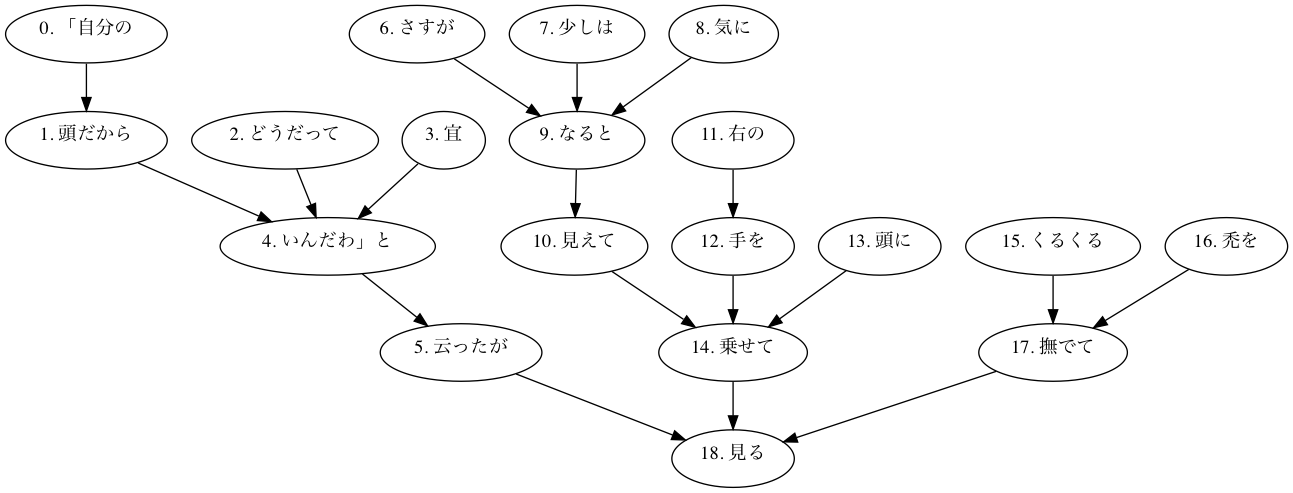 0. 「自分の
6. さすが
7. 少しは
8. 気に
1. 頭だから
2. どうだって
3. 宜
9. なると
11. 右の
4. いんだわ」と
10. 見えて
12. 手を
13. 頭に
15. くるくる
16. 禿を
5. 云ったが
14. 乗せて
17. 撫でて
18. 見る